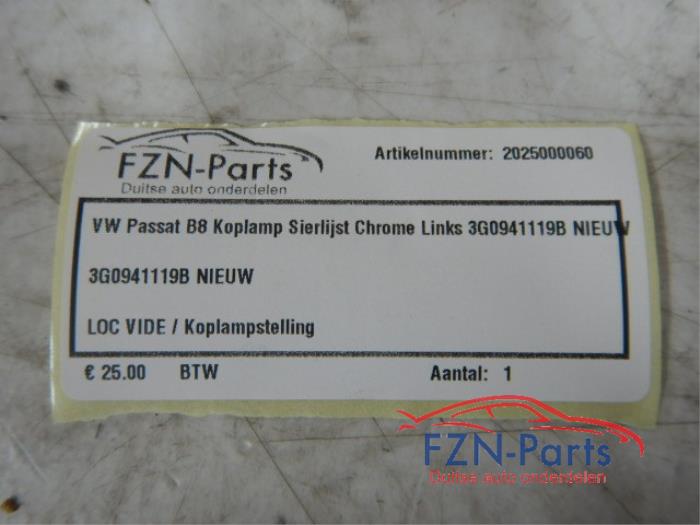 FZN-Parts
Duitse auto onderdelen
Artikelnummer: 2025000060
VW Passat B8 Koplamp Sierlijst Chrome Links 3G0941119B NIEUW
3G0941119B NIEUW
LOC VIDE / Koplampstelling
€ 25.00 BTW Aantal: 1
FZN-Parts
Duitse auto onderdelen